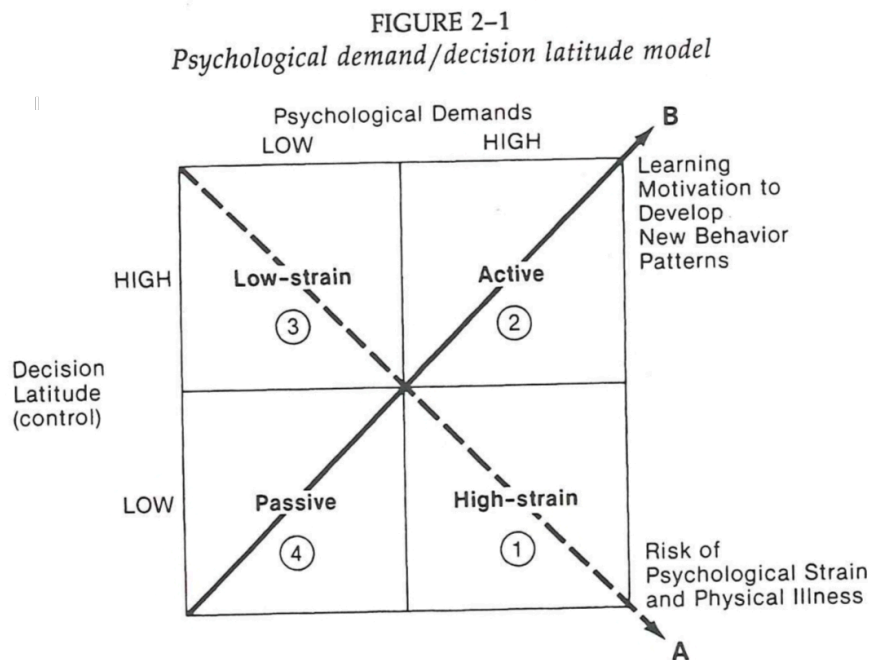 FIGURE 2–1
Psychological demand/decision latitude model
Psychological Demands
LOW
HIGH
B
Learning
Motivation to
Develop
New Behavior
Patterns
HIGH
Low-strain
Active
3
2
Decision
Latitude
(control)
LOW
Passive
High-strain
4
1
Risk of
Psychological Strain
and Physical Illness
A